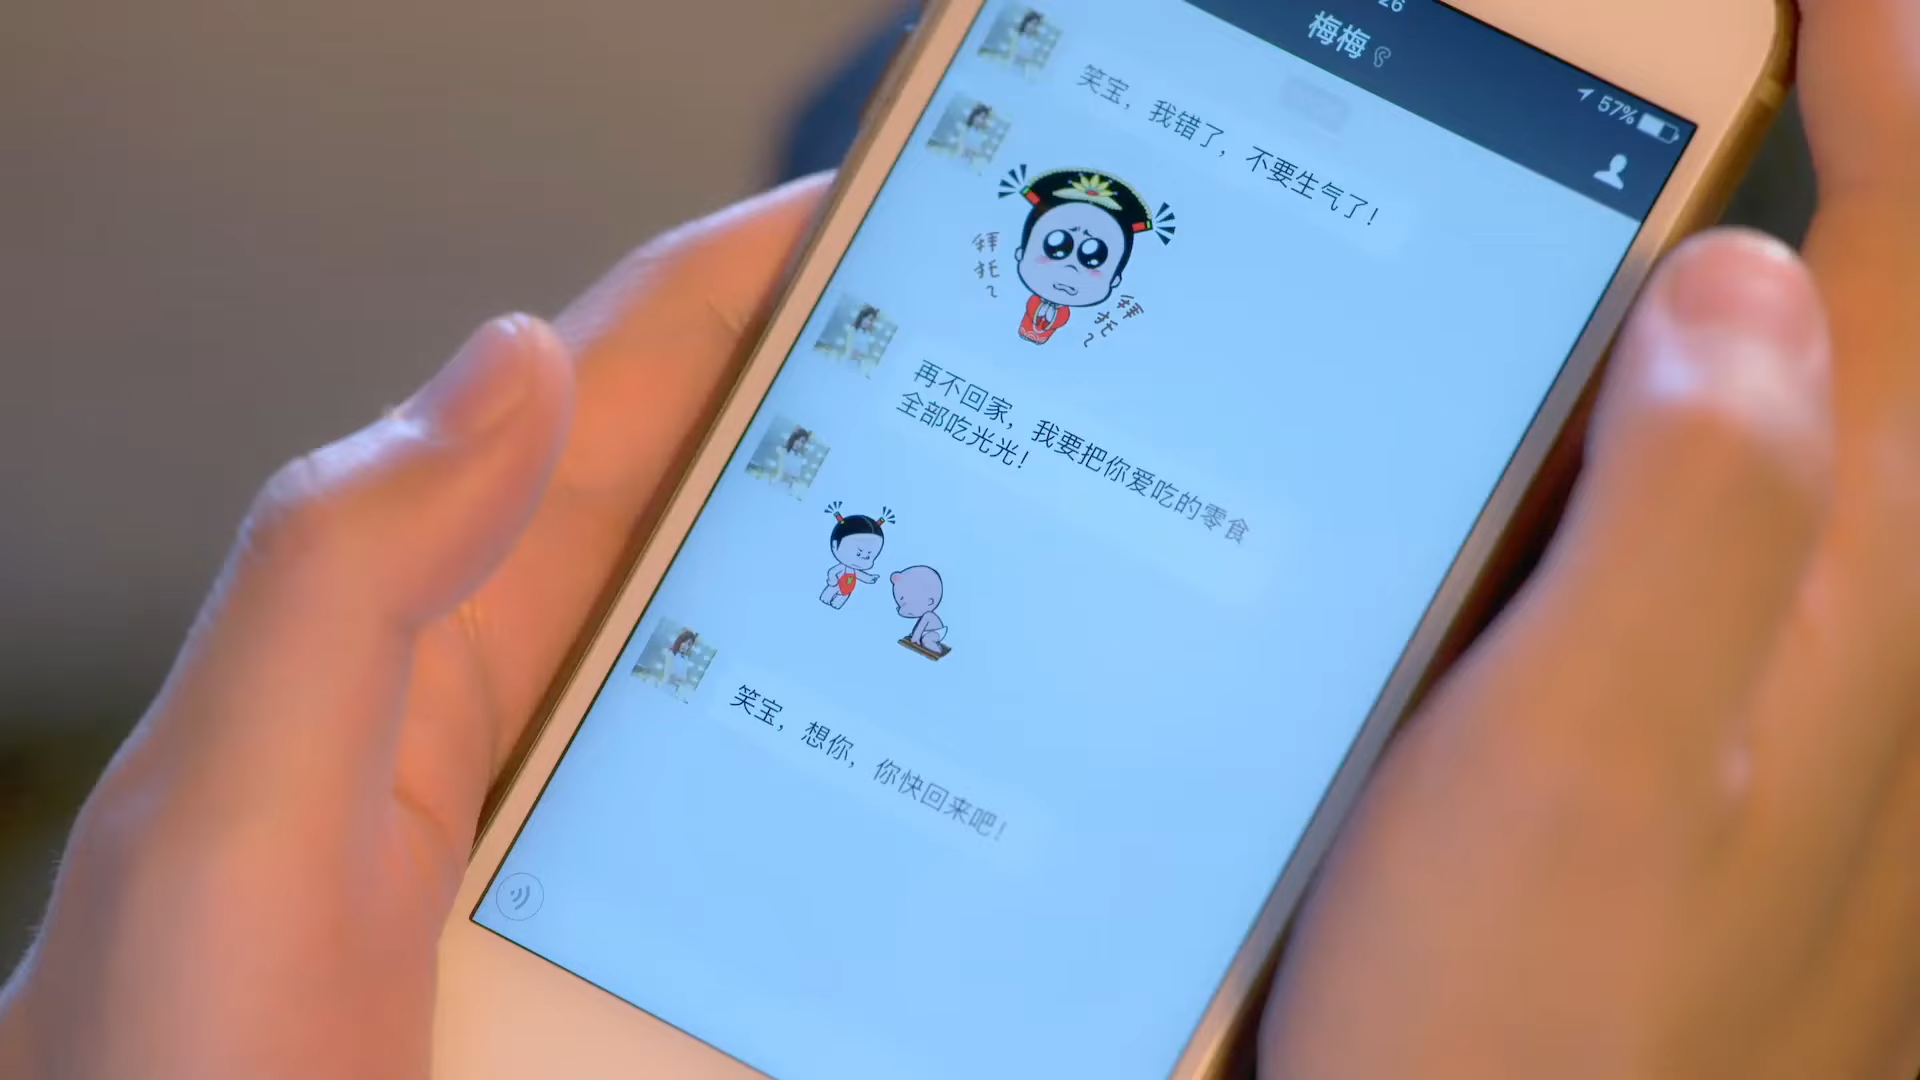 26
梅梅
57%
笑宝，我错了，不要生气了！
拜托~
拜托~
再不回家，我要把你爱吃的零食
全部吃光光！
笑宝，想你，你快回来吧！